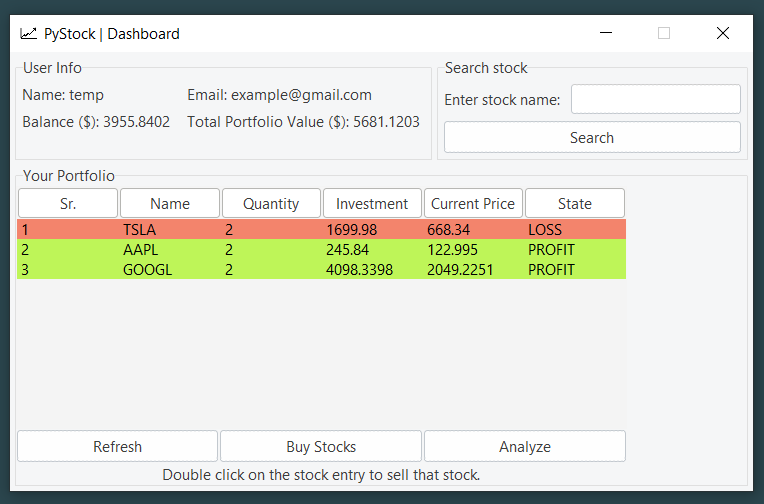 PyStock | Dashboard
User Info
Name: temp Email: example@gmail.com
Balance ($): 3955.8402 Total Portfolio Value ($): 5681.1203
Search stock
Enter stock name:
Search
Your Portfolio
Sr. Name Quantity Investment Current Price State
1 TSLA 2 1699.98 668.34 LOSS
2 AAPL 2 245.84 122.995 PROFIT
3 GOOGL 2 4098.3398 2049.2251 PROFIT
Refresh Buy Stocks Analyze
Double click on the stock entry to sell that stock.